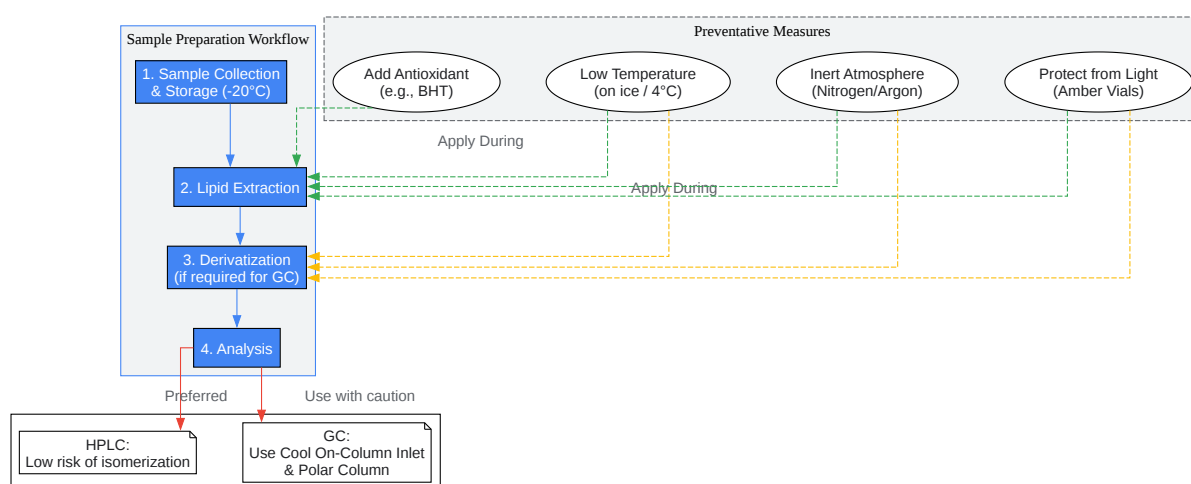 Sample Preparation Workflow
Preventative Measures
1. Sample Collection
& Storage (-20°C)
Add Antioxidant
(e.g., BHT)
Low Temperature
(on ice / 4°C)
Inert Atmosphere
(Nitrogen/Argon)
Protect from Light
(Amber Vials)
Apply During
2. Lipid Extraction
Apply During
3. Derivatization
(if required for GC)
4. Analysis
Preferred
Use with caution
HPLC:
Low risk of isomerization
GC:
Use Cool On-Column Inlet
& Polar Column